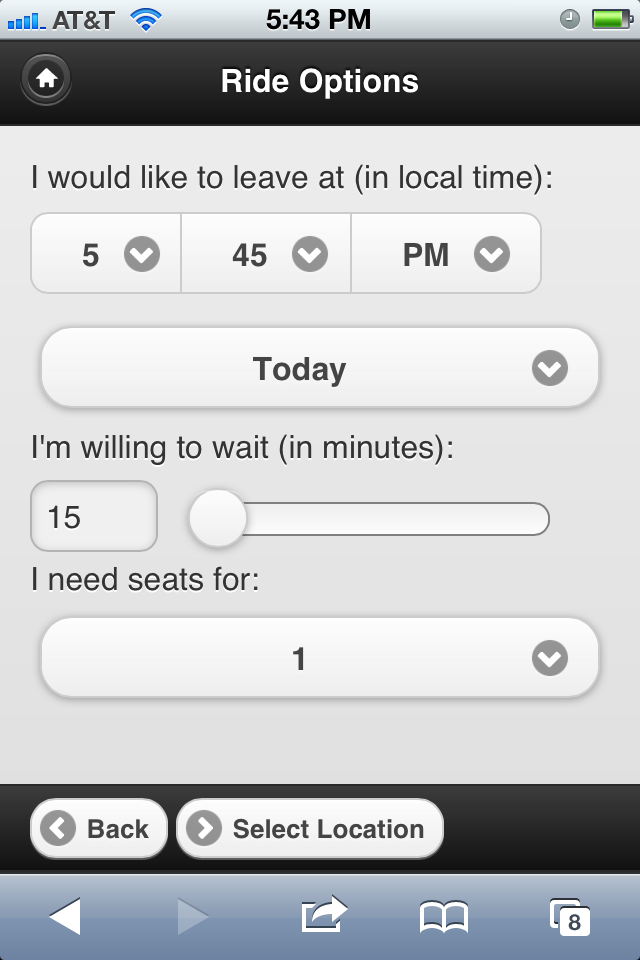 AT&T 5:43 PM
Ride Options
I would like to leave at (in local time):
5 45 PM
Today
I'm willing to wait (in minutes):
15
I need seats for:
1
Back Select Location
8